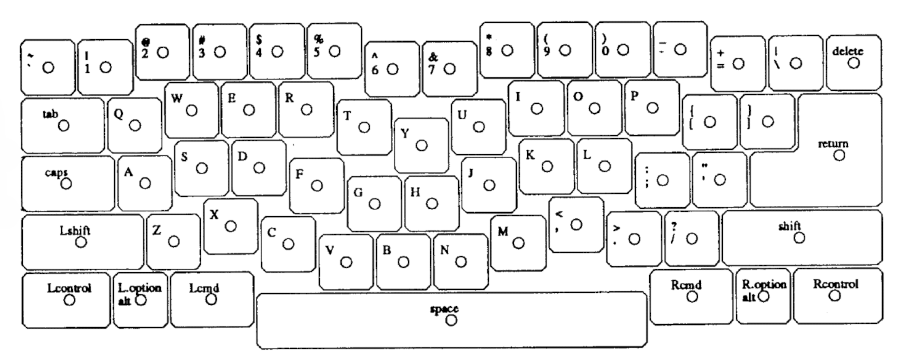 ~ ! @ # $ % ^ & * ( ) _ + | delete
` 1 2 3 4 5 6 7 8 9 0 - = \
tab Q W E R T Y U I O P { } return
[ ]
caps A S D F G H J K L : "
; '
Lshift Z X C V B N M < > ? shift
, . /
Lcontrol L.option Lcmd space Rcmd R.option Rcontrol
alt alt